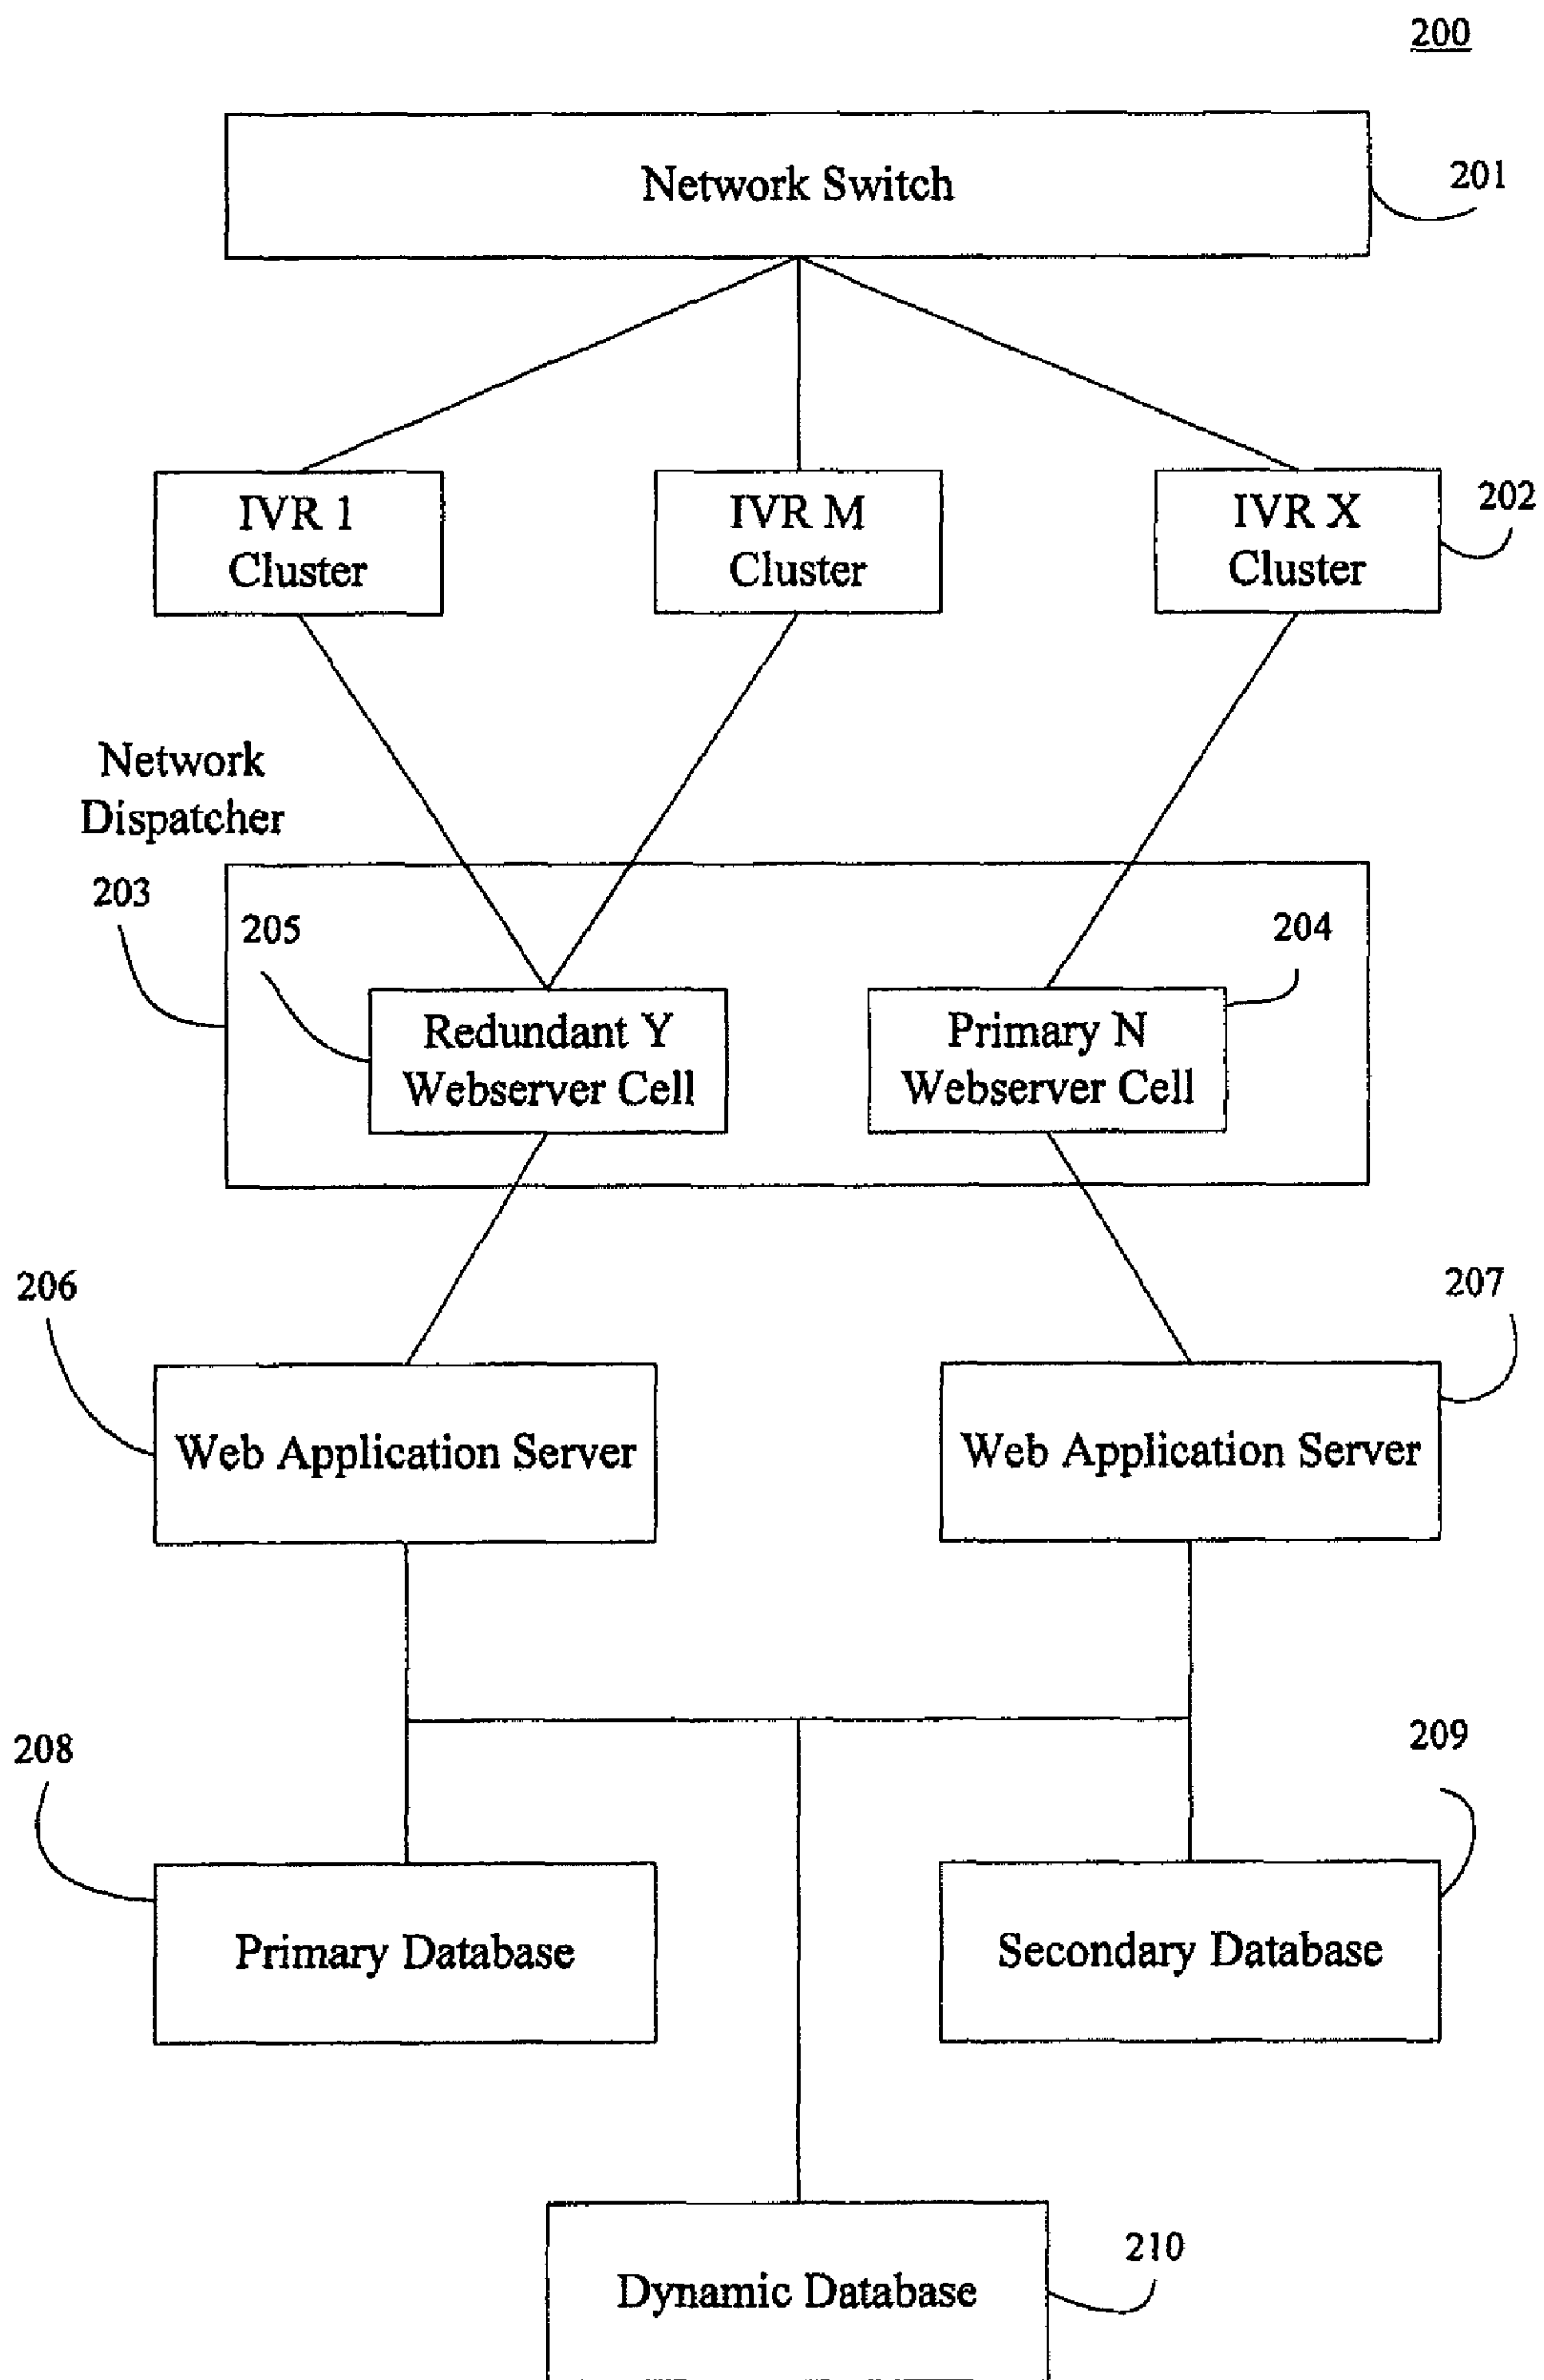 200
Network Switch
201
IVR 1
Cluster
IVR M
Cluster
IVR X
Cluster
202
Network
Dispatcher
203
205
204
Redundant Y
Webserver Cell
Primary N
Webserver Cell
206
207
Web Application Server
Web Application Server
208
209
Primary Database
Secondary Database
210
Dynamic Database